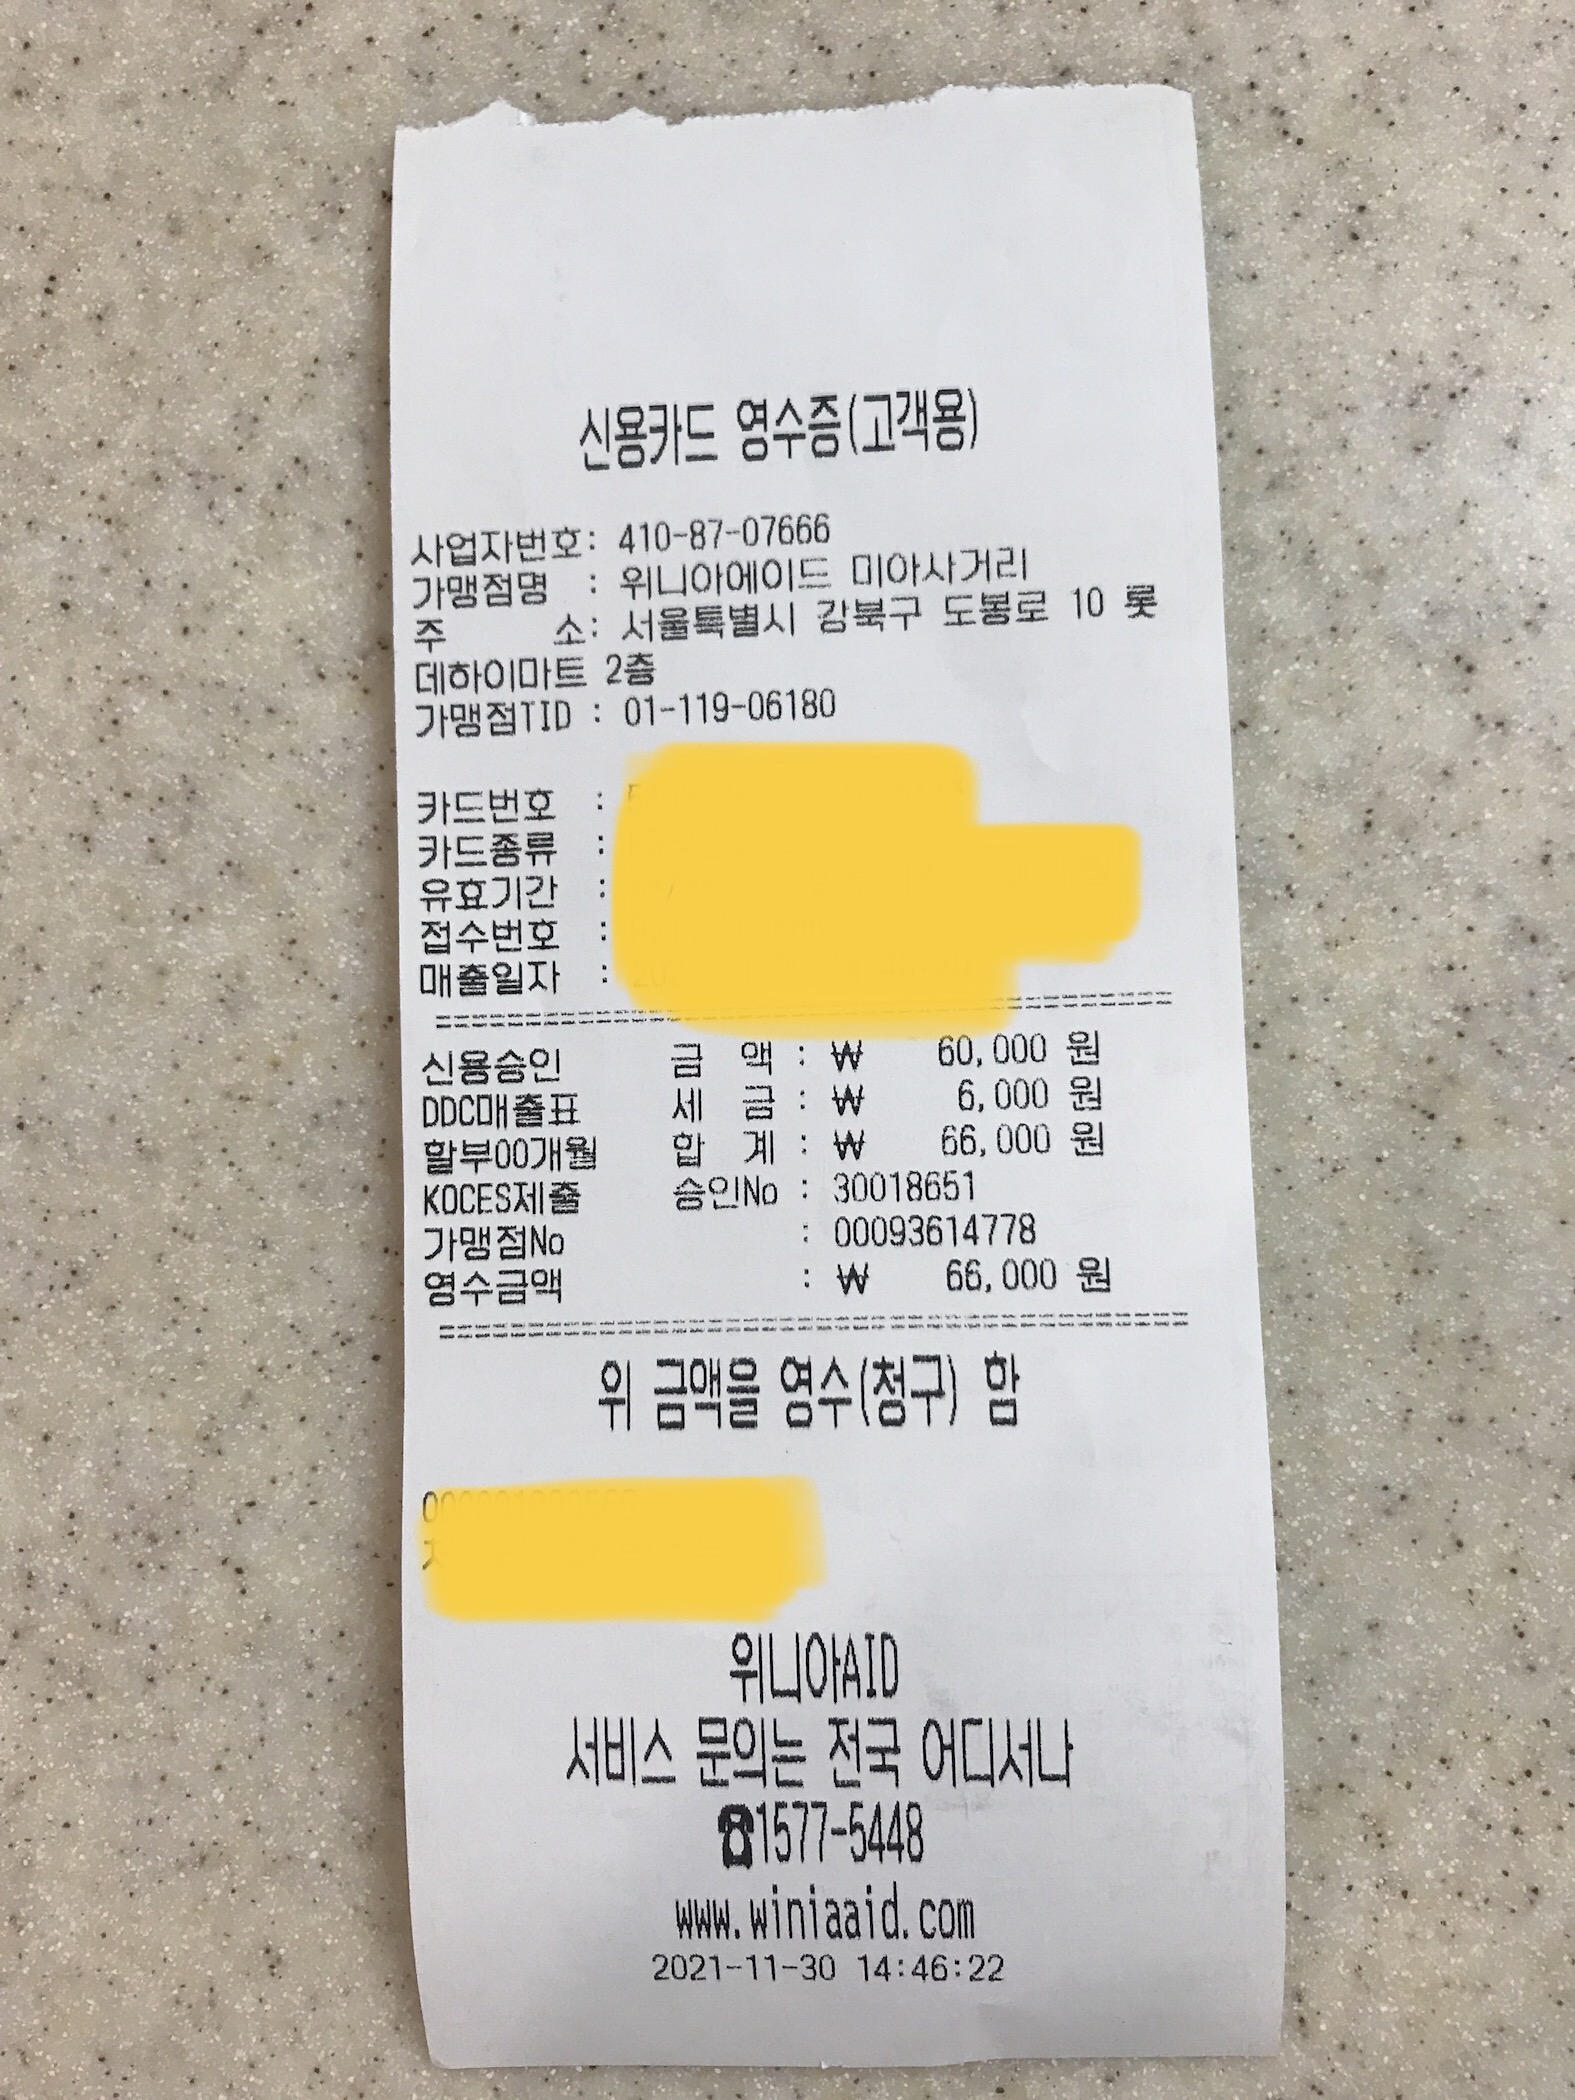 신용카드 영수증(고객용)
사업자번호: 410-87-07666
가맹점명 : 위니아에이드 미아사거리
주 소: 서울특별시 강북구 도봉로 10 롯
데하이마트 2층
가맹점TID : 01-119-06180
카드번호 :
카드종류 :
유효기간 :
접수번호 :
매출일자 :
신용승인 금 액 : ₩ 60,000 원
DDC매출표 세 금 : ₩ 6,000 원
할부00개월 합 계 : ₩ 66,000 원
KOCES제출 승인No : 30018651
가맹점No : 00093614778
영수금액 : ₩ 66,000 원
위 금액을 영수(청구) 함
위니아AID
서비스 문의는 전국 어디서나
☎1577-5448
www.winiaaid.com
2021-11-30 14:46:22